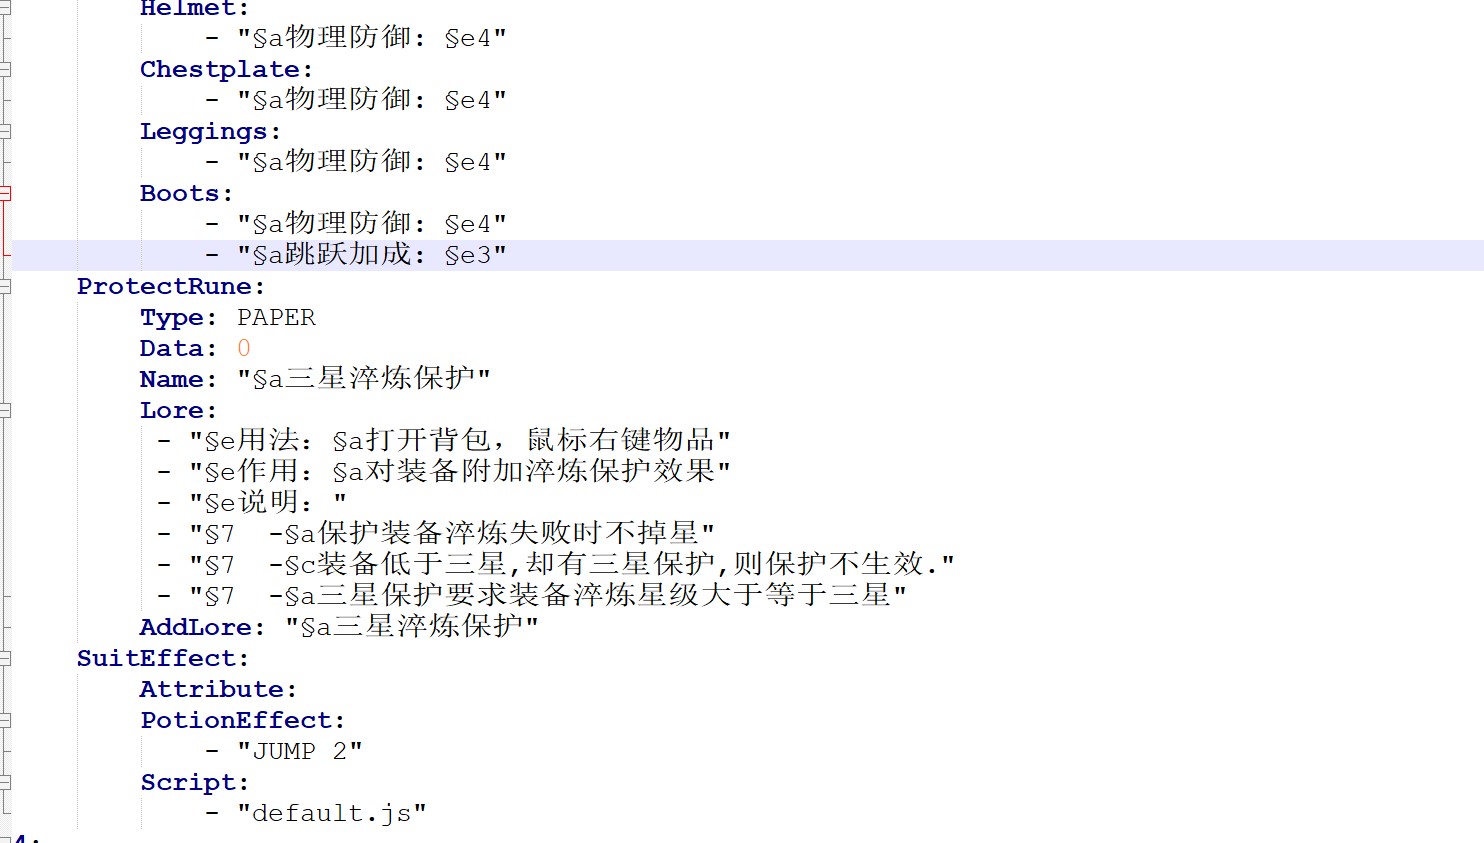 Helmet:
- "§a物理防御: §e4"
Chestplate:
- "§a物理防御: §e4"
Leggings:
- "§a物理防御: §e4"
Boots:
- "§a物理防御: §e4"
- "§a跳跃加成: §e3"
ProtectRune:
Type: PAPER
Data: 0
Name: "§a三星淬炼保护"
Lore:
- "§e用法: §a打开背包，鼠标右键物品"
- "§e作用: §a对装备附加淬炼保护效果"
- "§e说明: "
- "§7  -§a保护装备淬炼失败时不掉星"
- "§7  -§c装备低于三星,却有三星保护,则保护不生效."
- "§7  -§a三星保护要求装备淬炼星级大于等于三星"
AddLore: "§a三星淬炼保护"
SuitEffect:
Attribute:
PotionEffect:
- "JUMP 2"
Script:
- "default.js"
4: